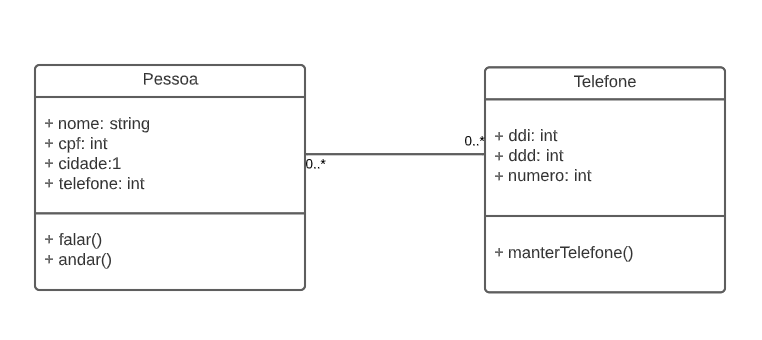 Pessoa
+ nome: string
+ cpf: int
+ cidade:1
+ telefone: int
+ falar()
+ andar()
0..*
0..*
Telefone
+ ddi: int
+ ddd: int
+ numero: int
+ manterTelefone()